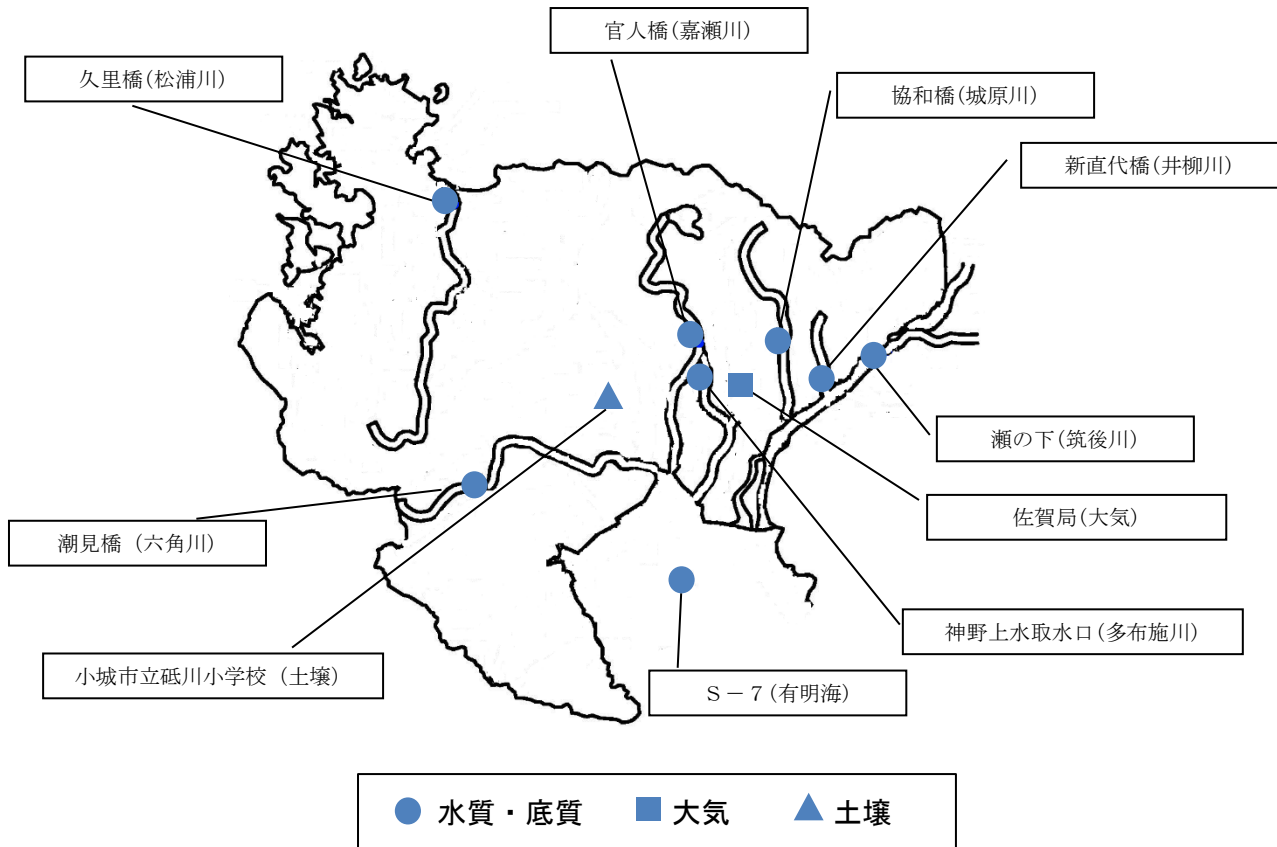 官人橋(嘉瀬川)
久里橋(松浦川)
協和橋(城原川)
新直代橋(井柳川)
瀬の下(筑後川)
佐賀局(大気)
潮見橋（六角川）
神野上水取水口(多布施川)
小城市立砥川小学校（土壌）
Ｓ－７(有明海)
水質・底質 大気 土壌